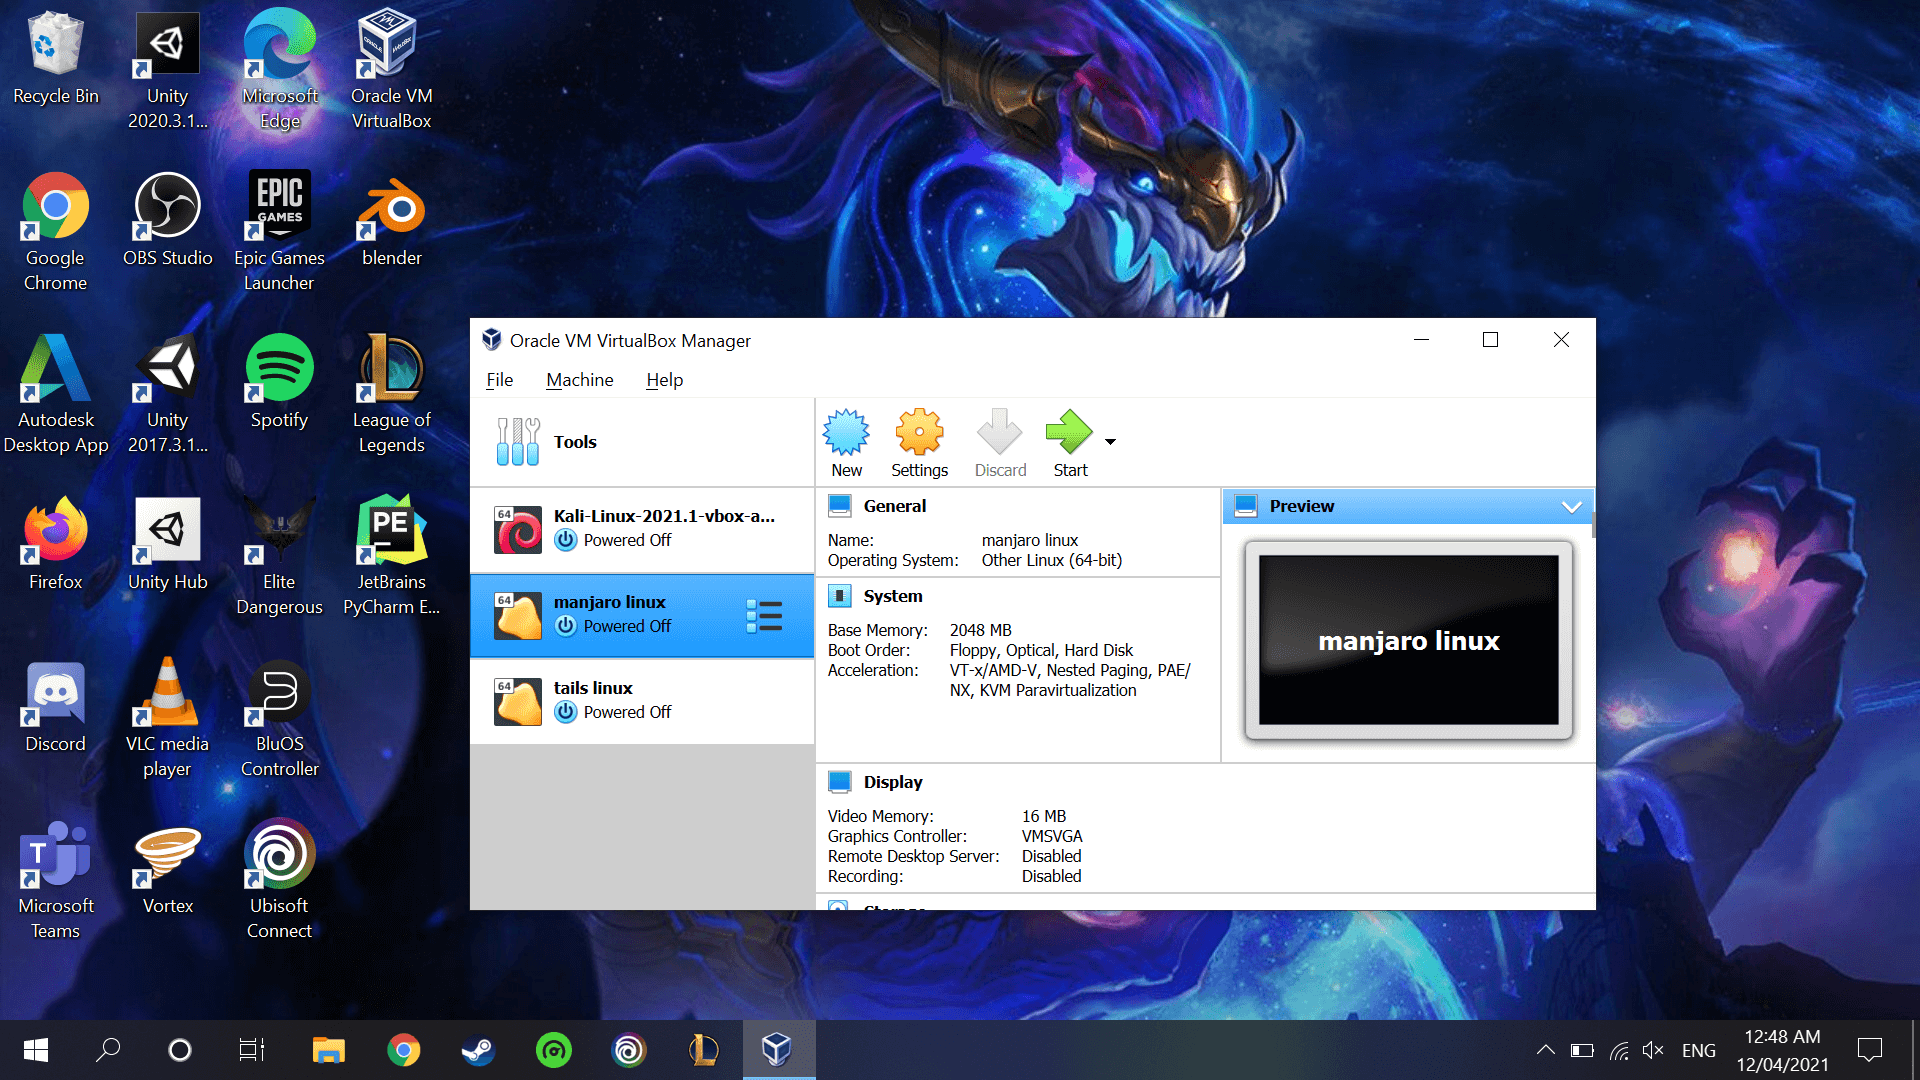 Recycle Bin
Unity
2020.3.1...
Microsoft
Edge
ORACLE
Oracle VM
VirtualBox
Google
Chrome
OBS Studio
EPIC
GAMES
Epic Games
Launcher
blender
Autodesk
Desktop App
Unity
2017.3.1...
Spotify
League of
Legends
Firefox
Unity Hub
Elite
Dangerous
PE
JetBrains
PyCharm E...
Discord
VLC media
player
BluOS
Controller
T
Microsoft
Teams
Vortex
Ubisoft
Connect
Oracle VM VirtualBox Manager
File
Machine
Help
Tools
New
Settings
Discard
Start
64
Kali-Linux-2021.1-vbox-a...
Powered Off
64
manjaro linux
Powered Off
64
tails linux
Powered Off
General
Name: manjaro linux
Operating System: Other Linux (64-bit)
System
Base Memory: 2048 MB
Boot Order: Floppy, Optical, Hard Disk
Acceleration: VT-x/AMD-V, Nested Paging, PAE/
NX, KVM Paravirtualization
Preview
manjaro linux
Display
Video Memory: 16 MB
Graphics Controller: VMSVGA
Remote Desktop Server: Disabled
Recording: Disabled
Storage
ENG
12:48 AM
12/04/2021